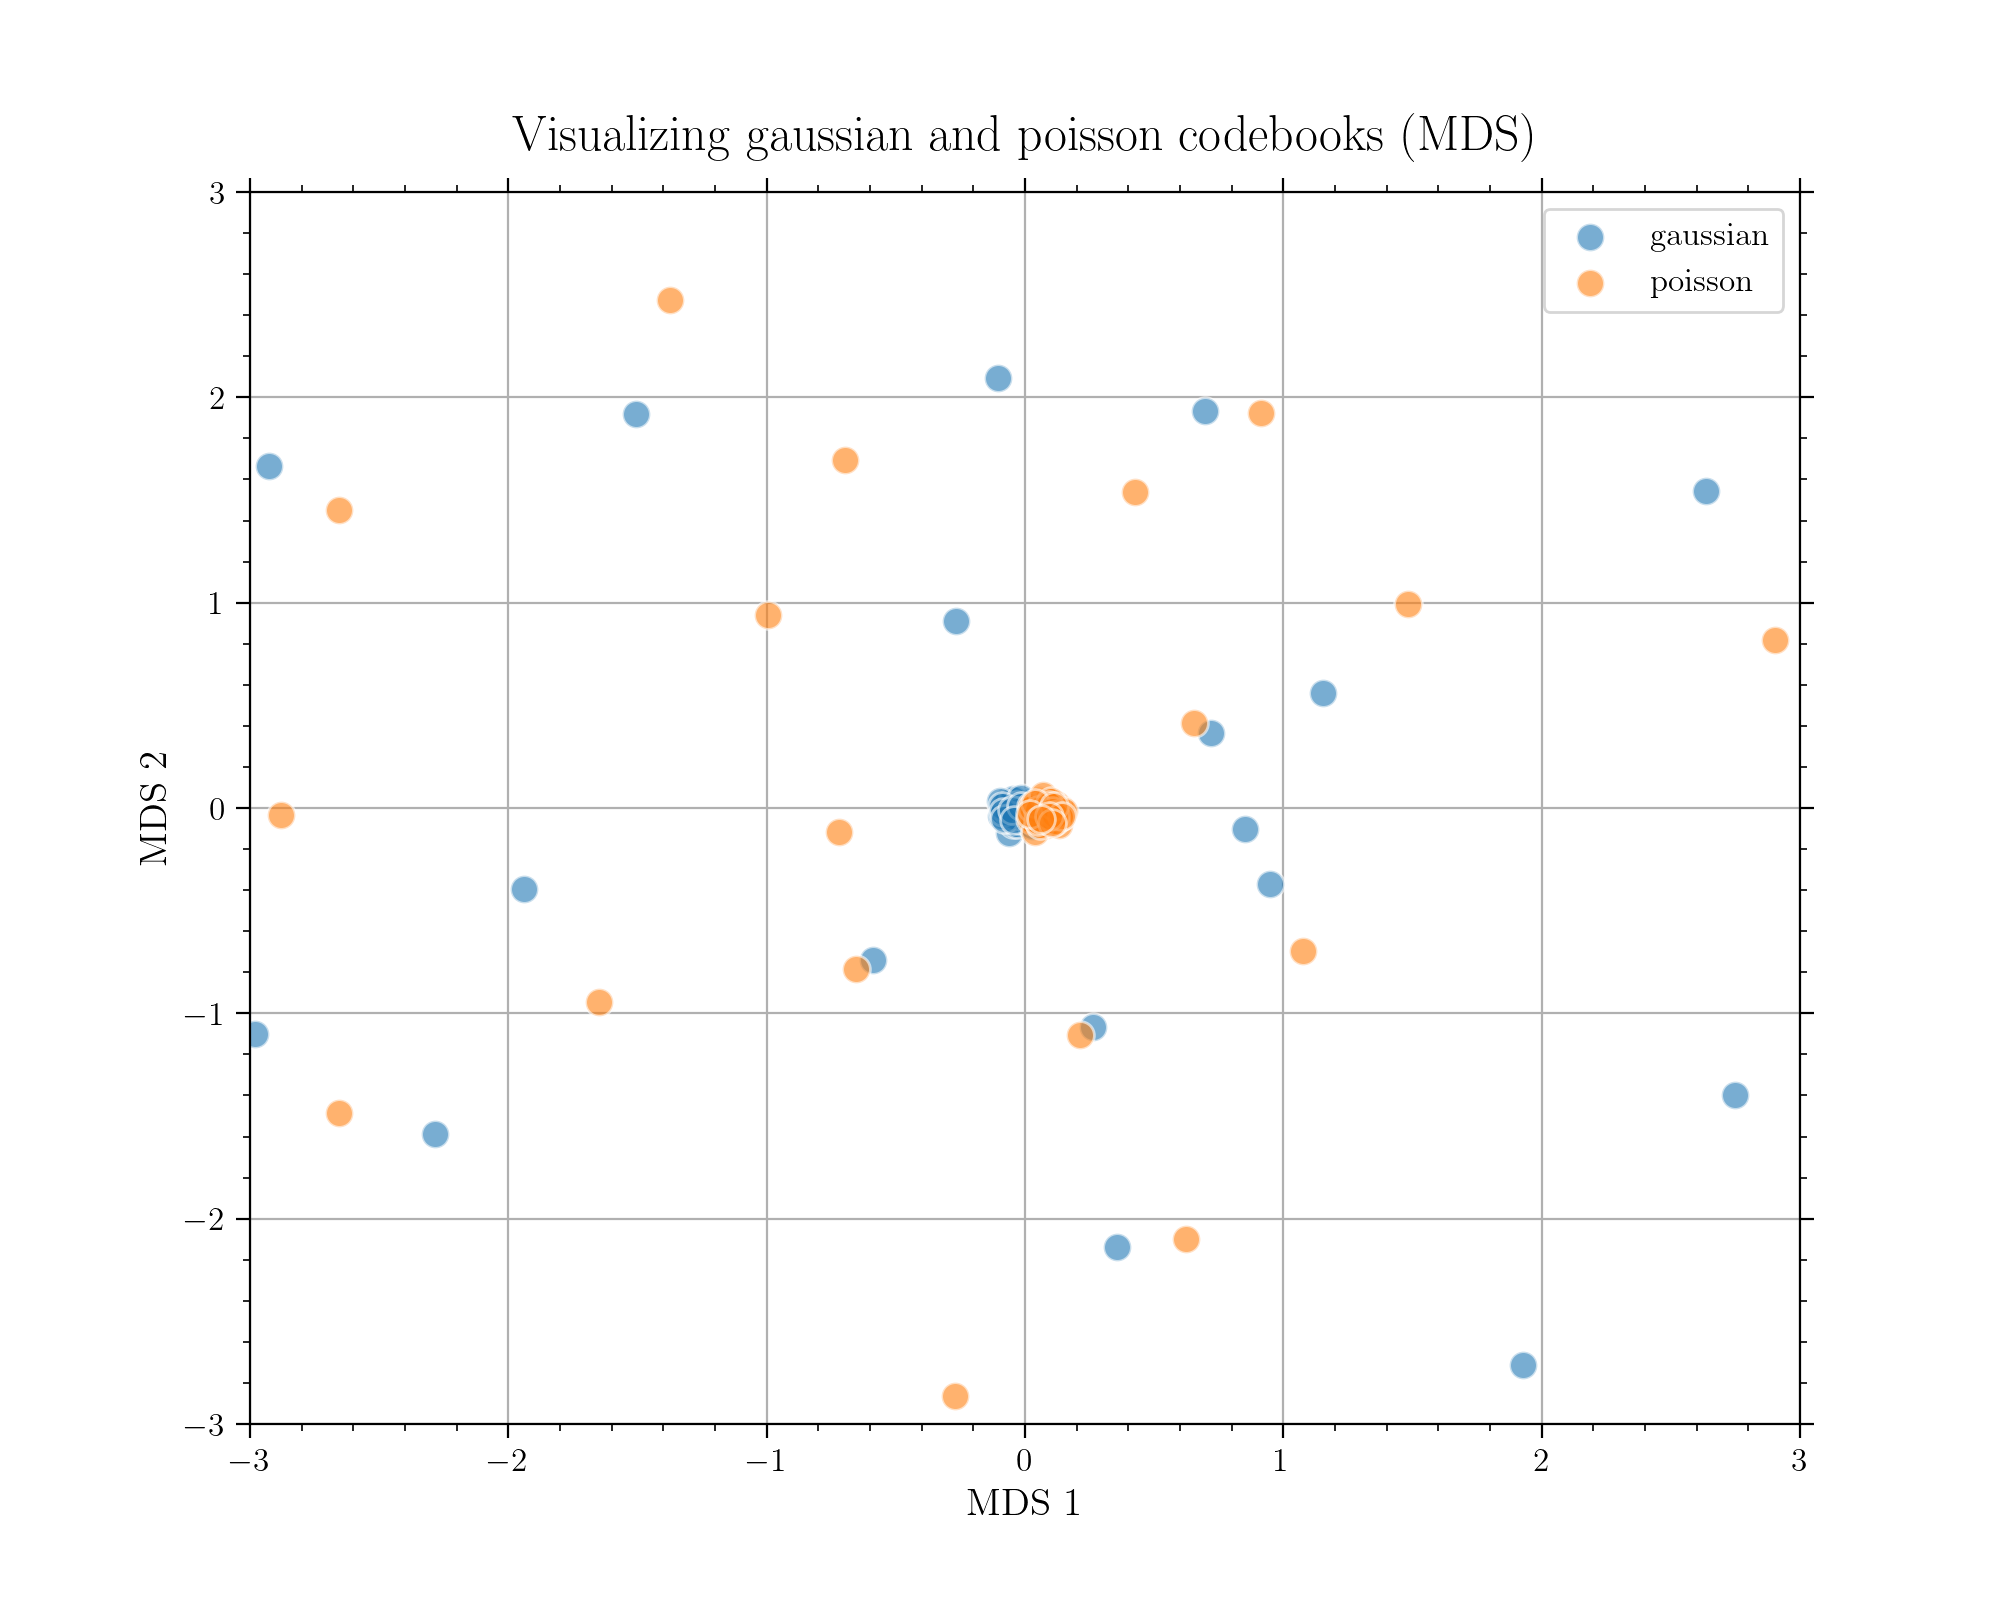 Visualizing gaussian and poisson codebooks (MDS)
gaussian
poisson
3
2
1
0
−1
−2
−3
MDS 2
−3
−2
−1
0
1
2
3
MDS 1